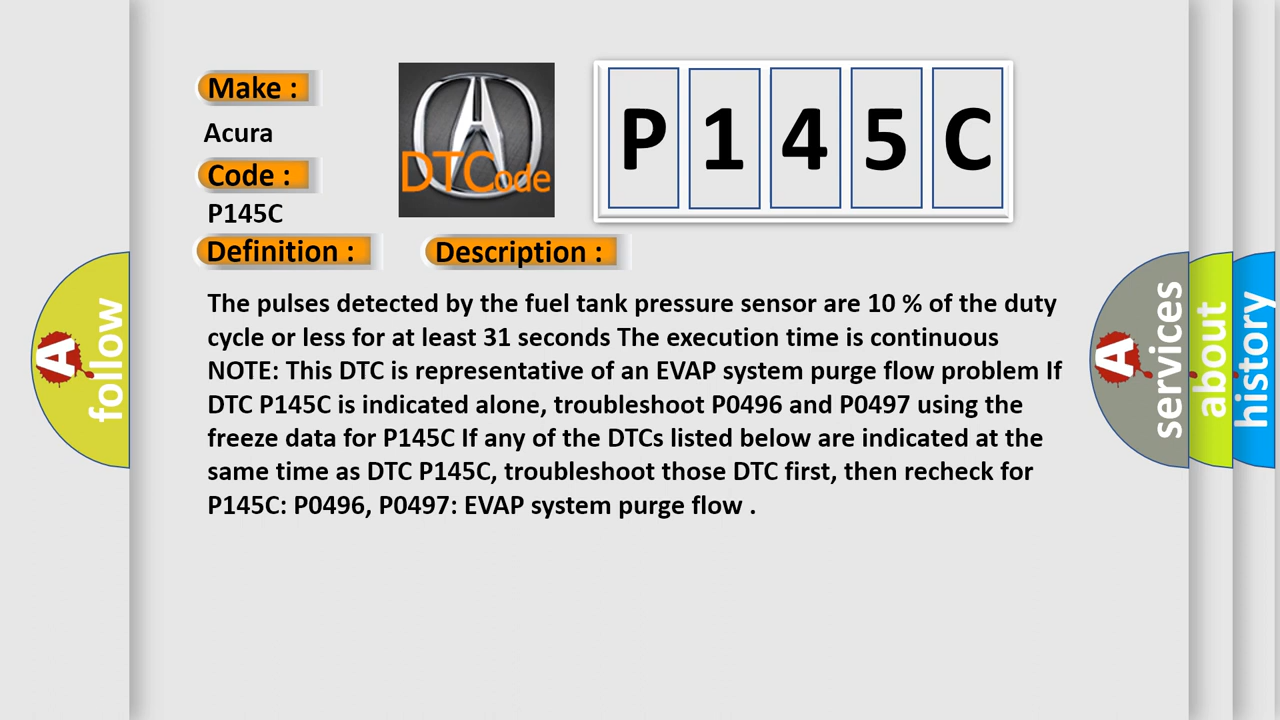 Make :
Acura
Code :
P145C
Definition :
Description :
DTCode
P145C
The pulses detected by the fuel tank pressure sensor are 10 % of the duty
cycle or less for at least 31 seconds The execution time is continuous
NOTE: This DTC is representative of an EVAP system purge flow problem If
DTC P145C is indicated alone, troubleshoot P0496 and P0497 using the
freeze data for P145C If any of the DTCs listed below are indicated at the
same time as DTC P145C, troubleshoot those DTC first, then recheck for
P145C: P0496, P0497: EVAP system purge flow .
A
follow
A
services
about
history